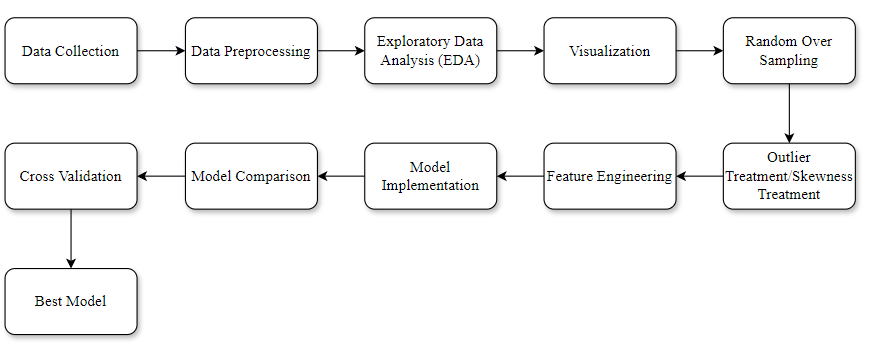 Data Collection
Data Preprocessing
Exploratory Data
Analysis (EDA)
Visualization
Random Over
Sampling
Outlier
Treatment/Skewness
Treatment
Feature Engineering
Model
Implementation
Model Comparison
Cross Validation
Best Model